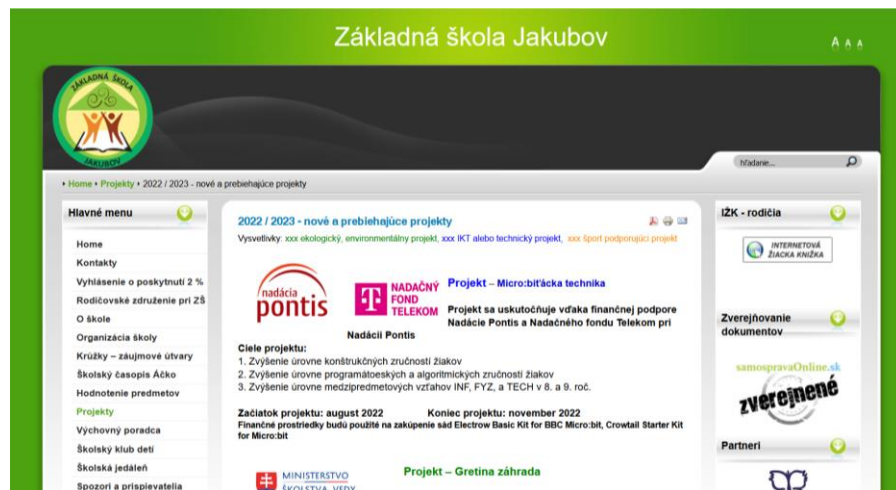 Základná škola Jakubov
A A A
ZÁKLADNÁ ŠKOLA
JAKUBOV
hľadanie...
Home • Projekty • 2022 / 2023 - nové a prebiehajúce projekty
Hlavné menu
Home
Kontakty
Vyhlásenie o poskytnutí 2 %
Rodičovské združenie pri ZŠ
O škole
Organizácia školy
Krúžky – záujmové útvary
Školský časopis Áčko
Hodnotenie predmetov
Projekty
Výchovný poradca
Školský klub detí
Školská jedáleň
Spozori a prispievatelia
2022 / 2023 - nové a prebiehajúce projekty
Vysvetlivky: xxx ekologický, environmentálny projekt, xxx IKT alebo technický projekt, xxx šport podporujúci projekt
nadácia
pontis
T
NADAČNÝ
FOND
TELEKOM
Projekt – Micro:biťácka technika
Projekt sa uskutočňuje vďaka finančnej podpore
Nadácie Pontis a Nadačného fondu Telekom pri
Nadácii Pontis
Ciele projektu:
1. Zvýšenie úrovne konštrukčných zručností žiakov
2. Zvýšenie úrovne programátoeských a algoritmických zručností žiakov
3. Zvýšenie úrovne medzipredmetových vzťahov INF, FYZ, a TECH v 8. a 9. roč.
Začiatok projektu: august 2022 Koniec projektu: november 2022
Finančné prostriedky budú použité na zakúpenie sád Electrow Basic Kit for BBC Micro:bit, Crowtail Starter Kit
for Micro:bit
MINISTERSTVO
ŠKOLSTVA, VEDY,
Projekt – Gretina záhrada
IŽK - rodičia
INTERNETOVÁ
ŽIACKA KNIŽKA
Zverejňovanie
dokumentov
samospravaOnline.sk
zverejnené
Partneri